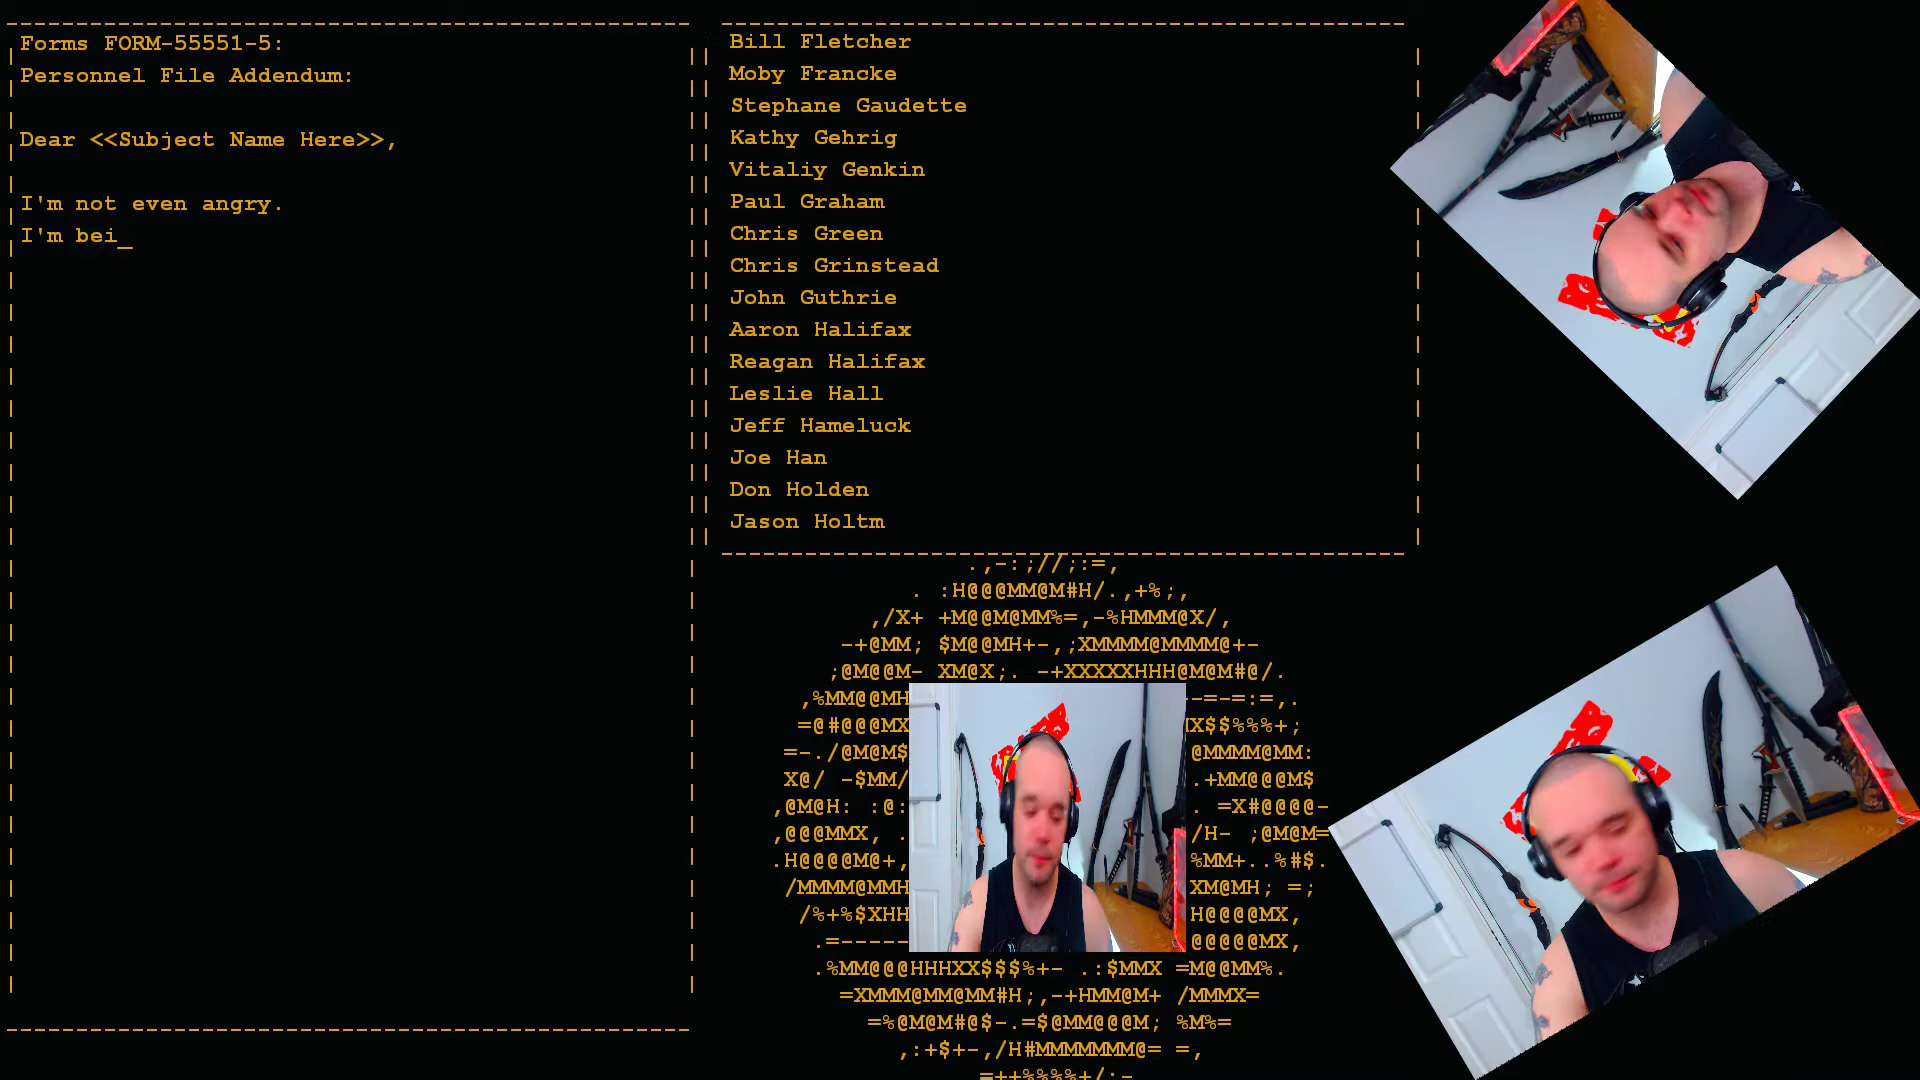 Forms FORM-55551-5:
Personnel File Addendum:
Dear <<Subject Name Here>>,
I'm not even angry.
I'm bei_
Bill Fletcher
Moby Francke
Stephane Gaudette
Kathy Gehrig
Vitaliy Genkin
Paul Graham
Chris Green
Chris Grinstead
John Guthrie
Aaron Halifax
Reagan Halifax
Leslie Hall
Jeff Hameluck
Joe Han
Don Holden
Jason Holtm